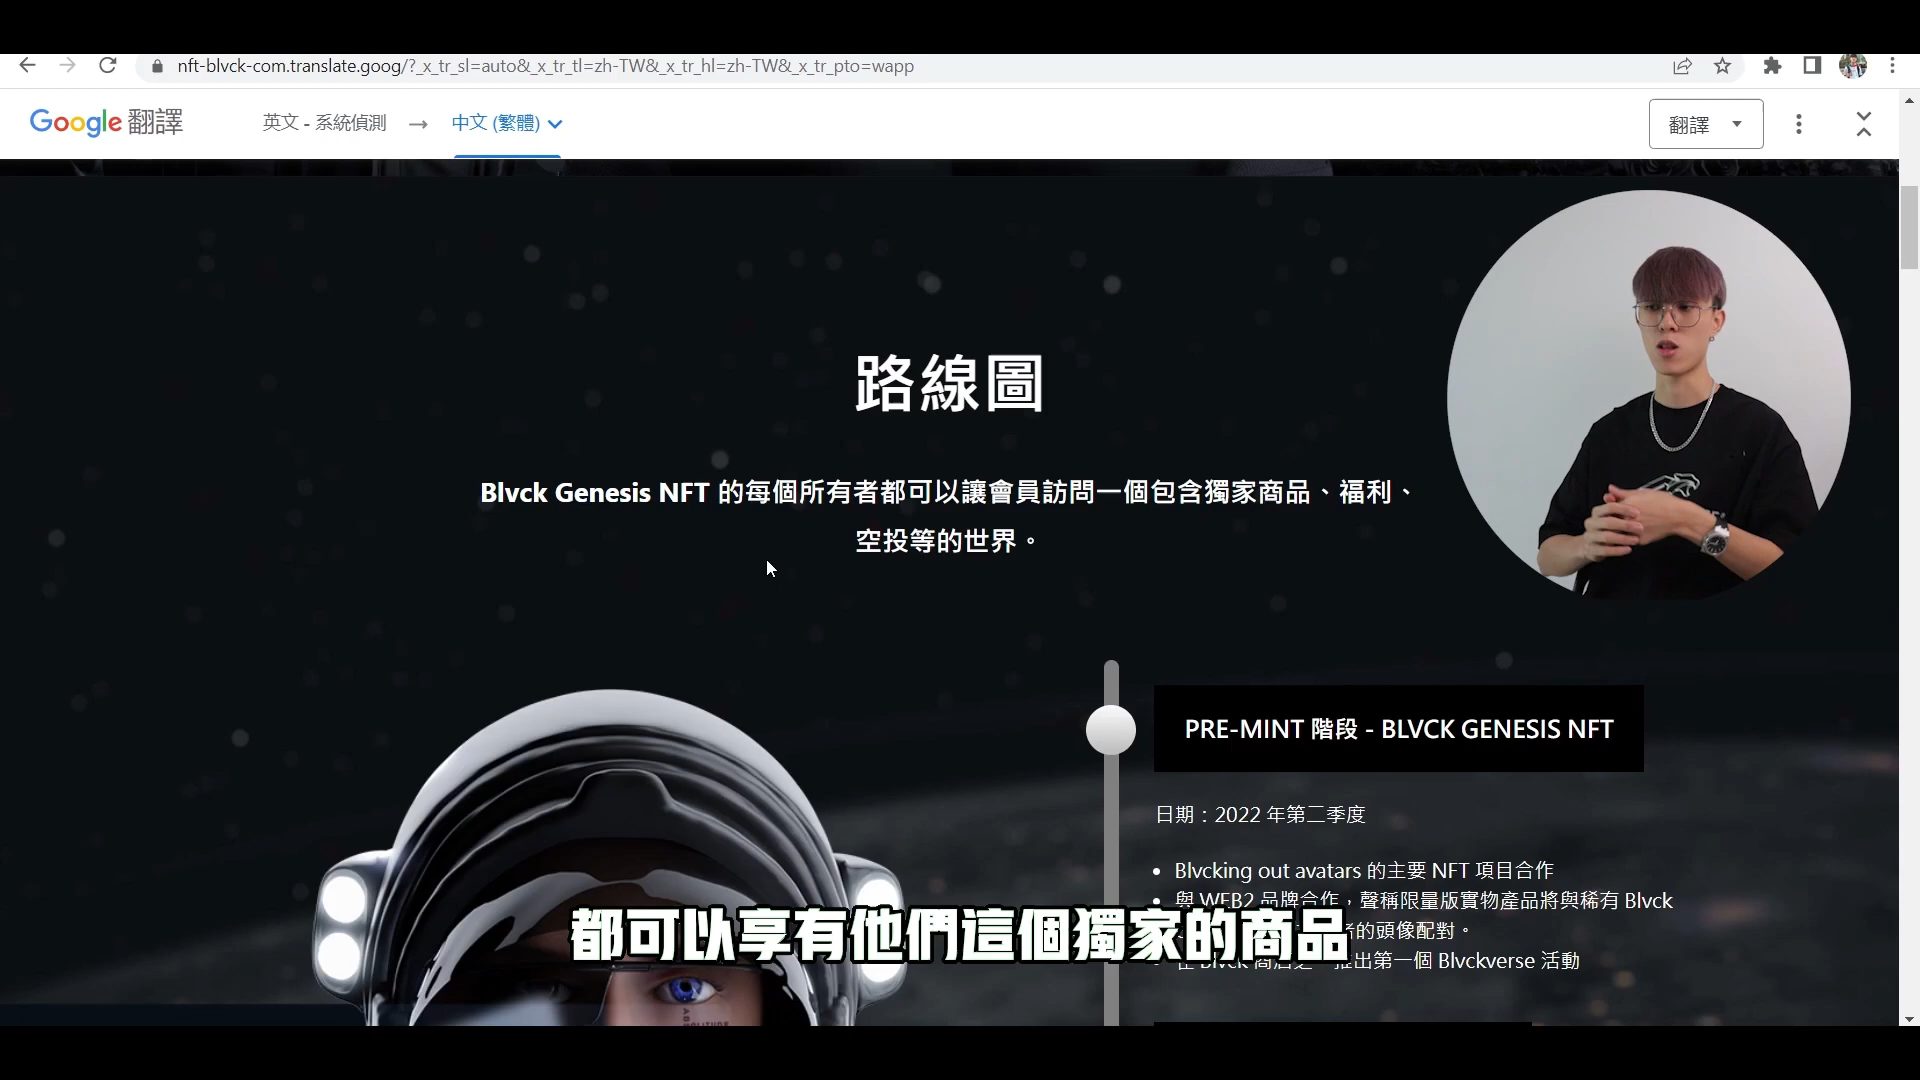 nft-blvck-com.translate.goog/?_x_tr_sl=auto&_x_tr_tl=zh-TW&_x_tr_hl=zh-TW&_x_tr_pto=wapp
Google 翻譯
英文 - 系統偵測 → 中文 (繁體)
翻譯
路線圖
Blvck Genesis NFT 的每個所有者都可以讓會員訪問一個包含獨家商品、福利、
空投等的世界。
PRE-MINT 階段 - BLVCK GENESIS NFT
日期：2022 年第二季度
Blvcking out avatars 的主要 NFT 項目合作
與 WEB2 品牌合作，聲稱限量版實物產品將與稀有 Blvck
的頭像配對。
推出第一個 Blvckverse 活動
都可以享有他們這個獨家的商品